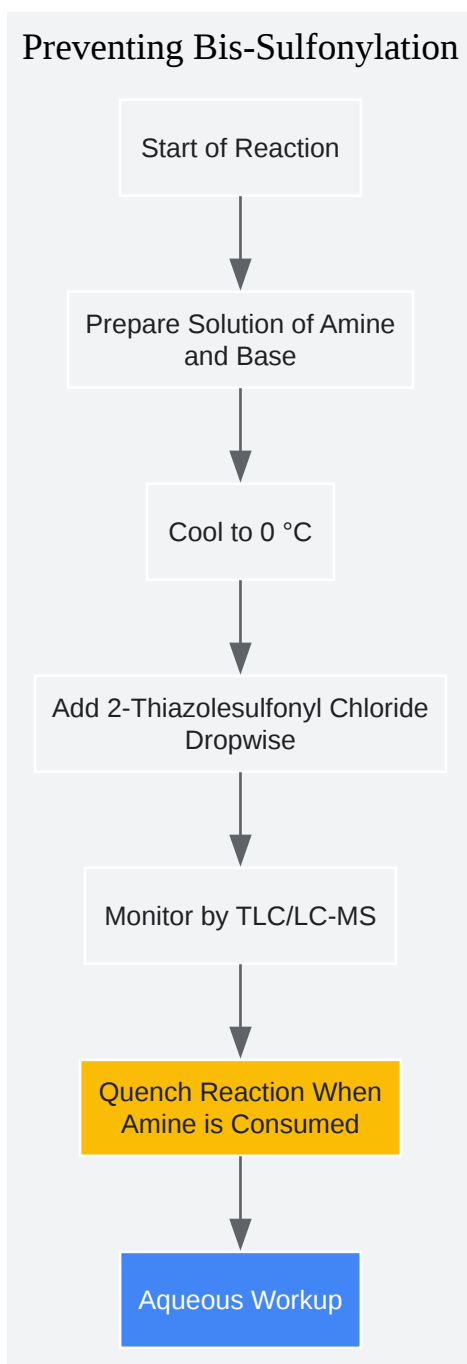 Preventing Bis-Sulfonylation
Start of Reaction
Prepare Solution of Amine
and Base
Cool to 0 °C
Add 2-Thiazolesulfonyl Chloride
Dropwise
Monitor by TLC/LC-MS
Quench Reaction When
Amine is Consumed
Aqueous Workup